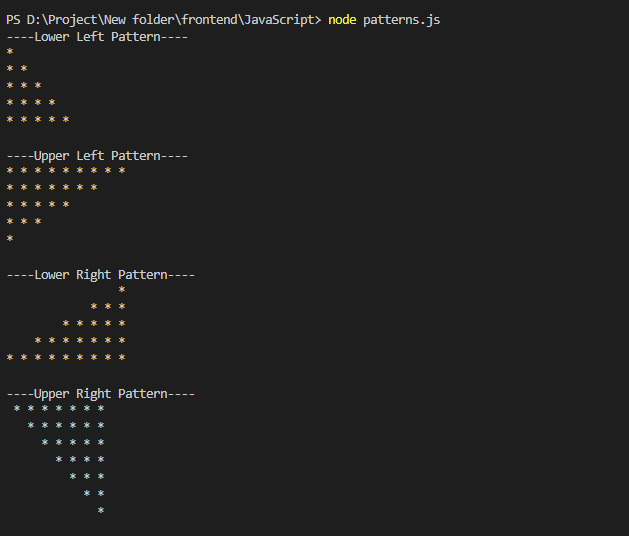 PS D:\Project\New folder\frontend\JavaScript> node patterns.js
----Lower Left Pattern----
*
* *
* * *
* * * *
* * * * *

----Upper Left Pattern----
* * * * * * * * *
* * * * * * *
* * * * *
* * *
*

----Lower Right Pattern----
                *
            * * *
        * * * * *
    * * * * * * *
* * * * * * * * *

----Upper Right Pattern----
 * * * * * * *
   * * * * * *
     * * * * *
       * * * *
         * * *
           * *
             *